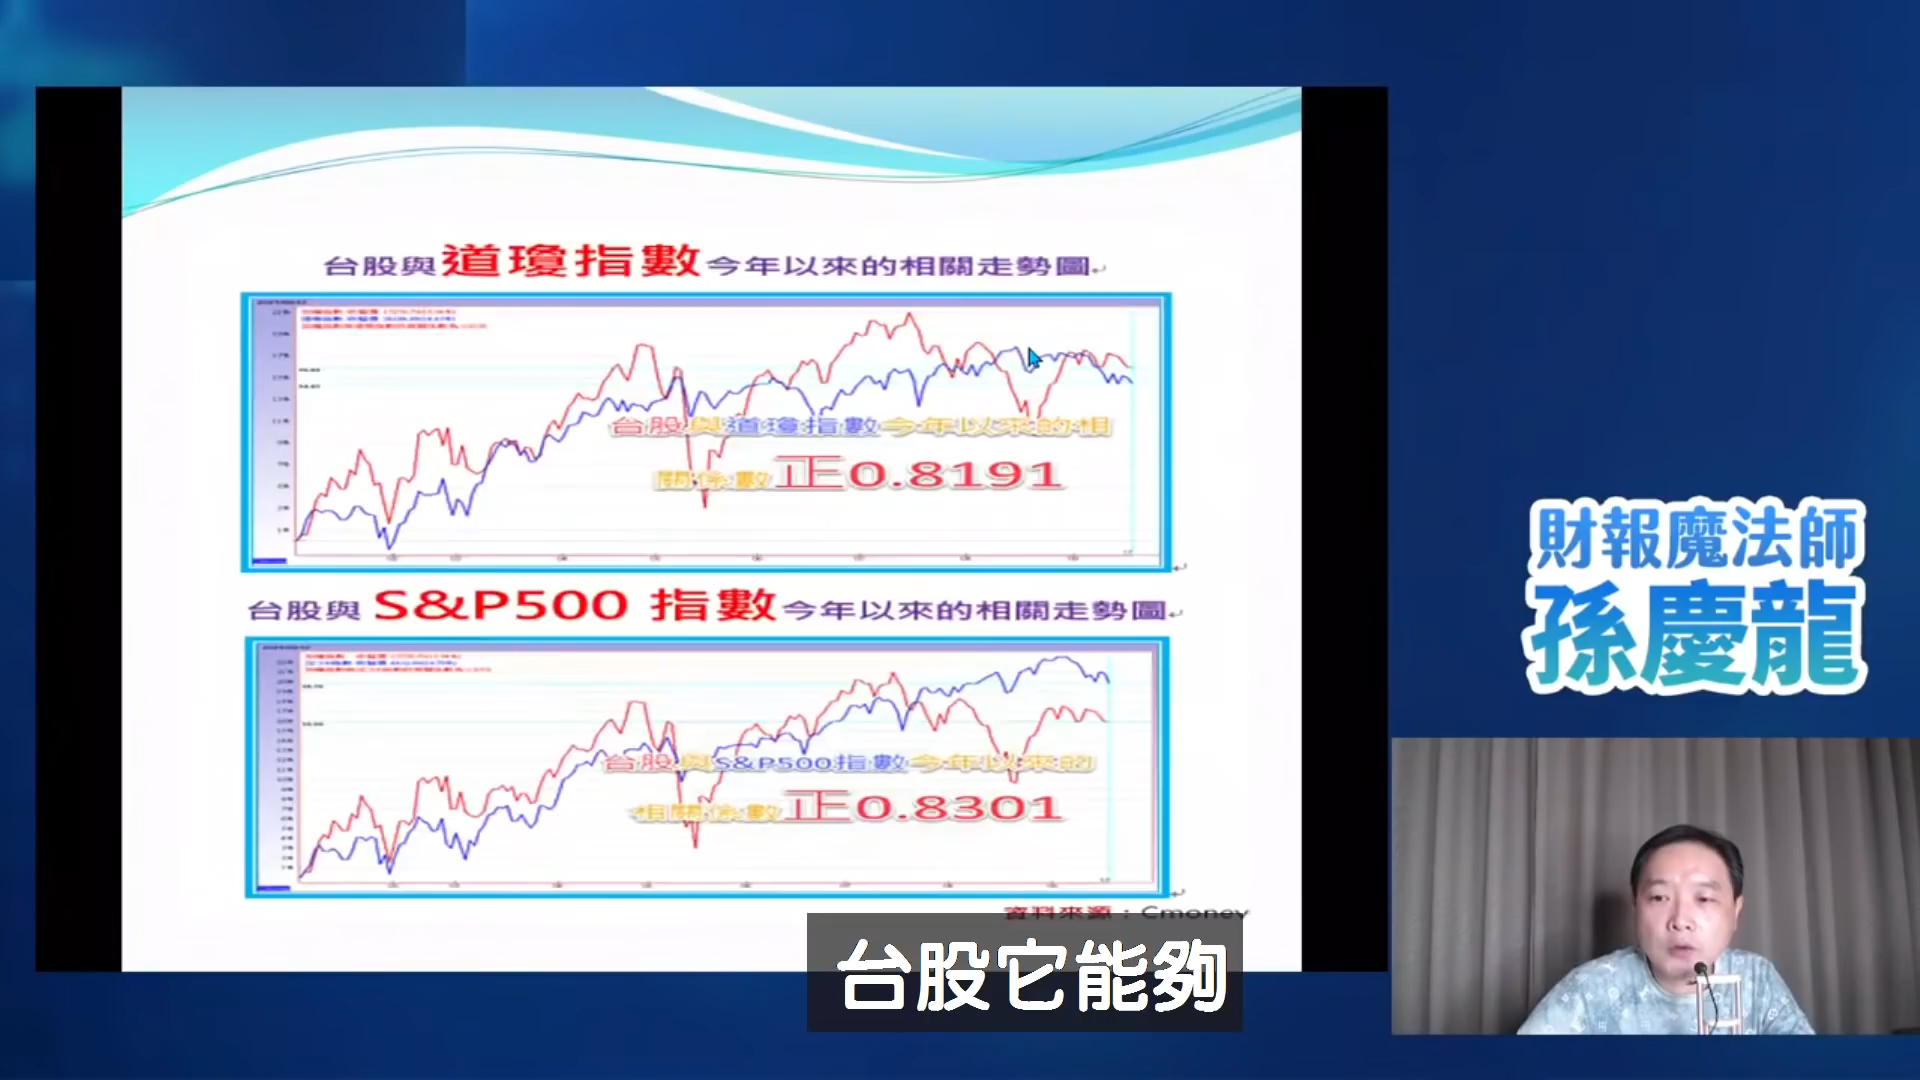 台股與道瓊指數今年以來的相關走勢圖
台股與道瓊指數今年以來的相
關係數正0.8191
台股與 S&P500 指數今年以來的相關走勢圖
台股與S&P500指數今年以來的
相關係數正0.8301
資料來源：Cmoney
台股它能夠
財報魔法師
孫慶龍